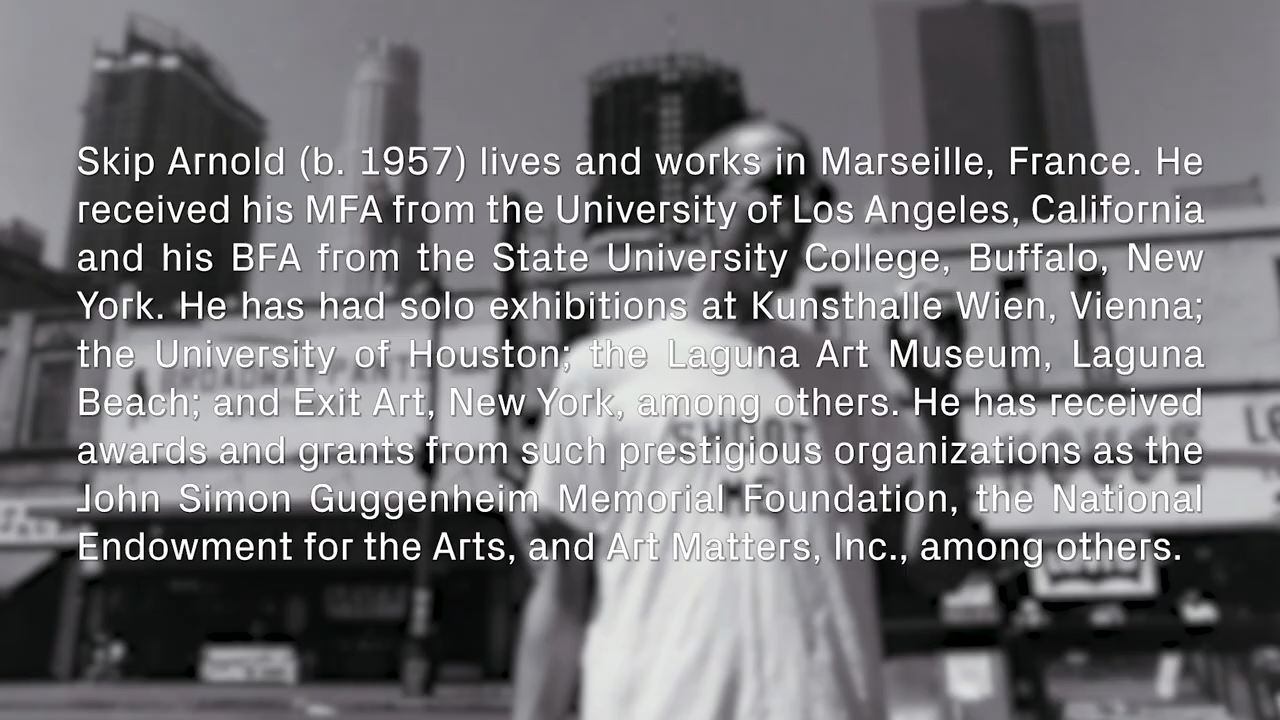 Skip Arnold (b. 1957) lives and works in Marseille, France. He
received his MFA from the University of Los Angeles, California
and his BFA from the State University College, Buffalo, New
York. He has had solo exhibitions at Kunsthalle Wien, Vienna;
the University of Houston; the Laguna Art Museum, Laguna
Beach; and Exit Art, New York, among others. He has received
awards and grants from such prestigious organizations as the
John Simon Guggenheim Memorial Foundation, the National
Endowment for the Arts, and Art Matters, Inc., among others.
SHOOT